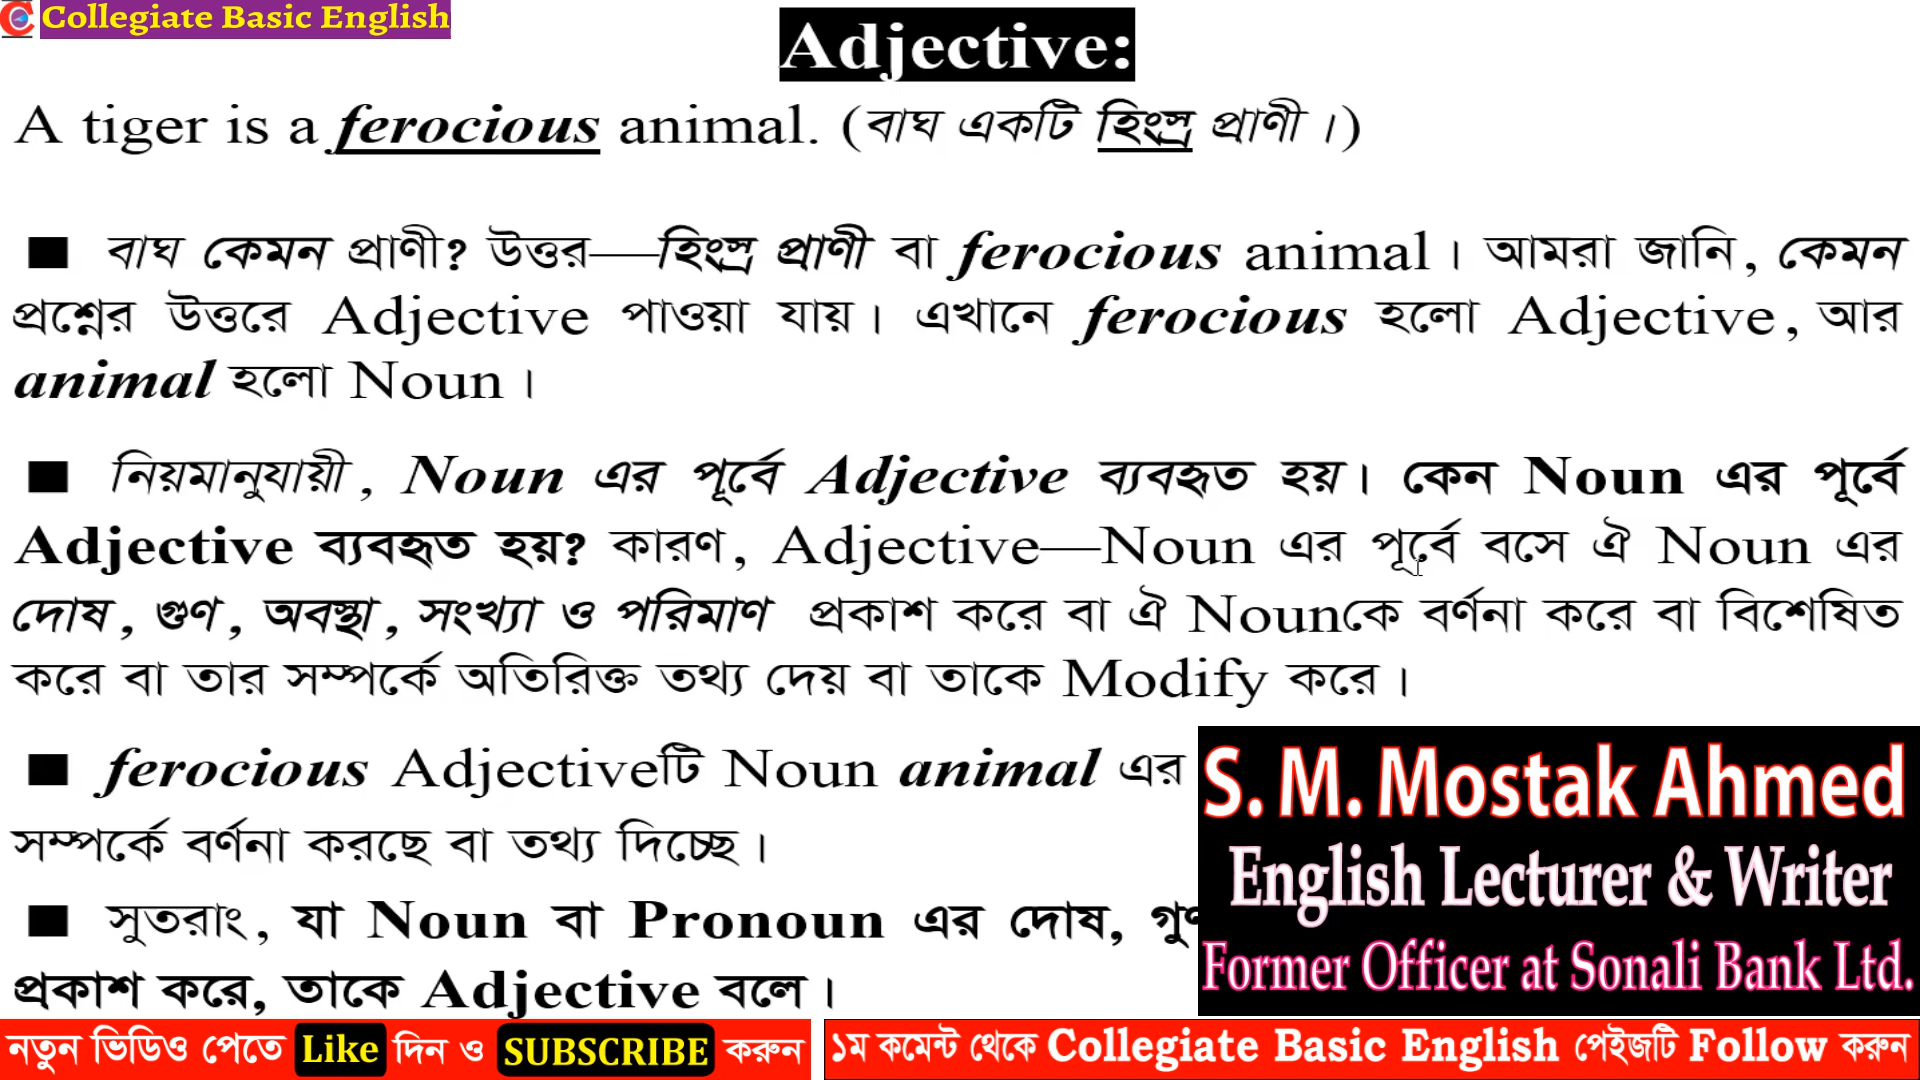 Collegiate Basic English
Adjective:
A tiger is a ferocious animal. (বাঘ একটি হিংস্র প্রাণী।)
■ বাঘ কেমন প্রাণী? উত্তর—হিংস্র প্রাণী বা ferocious animal। আমরা জানি, কেমন
প্রশ্নের উত্তরে Adjective পাওয়া যায়। এখানে ferocious হলো Adjective, আর
animal হলো Noun।
■ নিয়মানুযায়ী, Noun এর পূর্বে Adjective ব্যবহৃত হয়। কেন Noun এর পূর্বে
Adjective ব্যবহৃত হয়? কারণ, Adjective—Noun এর পূর্বে বসে ঐ Noun এর
দোষ, গুণ, অবস্থা, সংখ্যা ও পরিমাণ প্রকাশ করে বা ঐ Nounকে বর্ণনা করে বা বিশেষিত
করে বা তার সম্পর্কে অতিরিক্ত তথ্য দেয় বা তাকে Modify করে।
■ ferocious Adjectiveটি Noun animal এর
সম্পর্কে বর্ণনা করছে বা তথ্য দিচ্ছে।
■ সুতরাং, যা Noun বা Pronoun এর দোষ, গুণ
প্রকাশ করে, তাকে Adjective বলে।
S. M. Mostak Ahmed
English Lecturer & Writer
Former Officer at Sonali Bank Ltd.
নতুন ভিডিও পেতে Like দিন ও SUBSCRIBE করুন
১ম কমেন্ট থেকে Collegiate Basic English পেইজটি Follow করুন